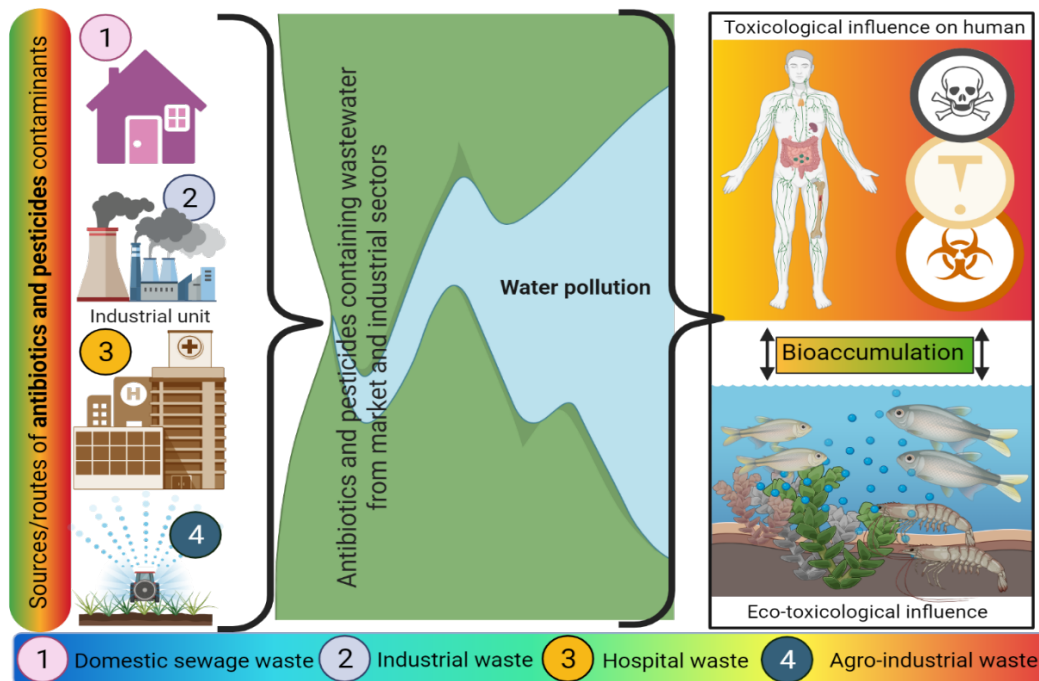 Sources/routes of antibiotics and pesticides contaminants
1
2
Industrial unit
3
H
4
Antibiotics and pesticides containing wastewater
from market and industrial sectors
Water pollution
Toxicological influence on human
T
Bioaccumulation
Eco-toxicological influence
1 Domestic sewage waste 2 Industrial waste 3 Hospital waste 4 Agro-industrial waste